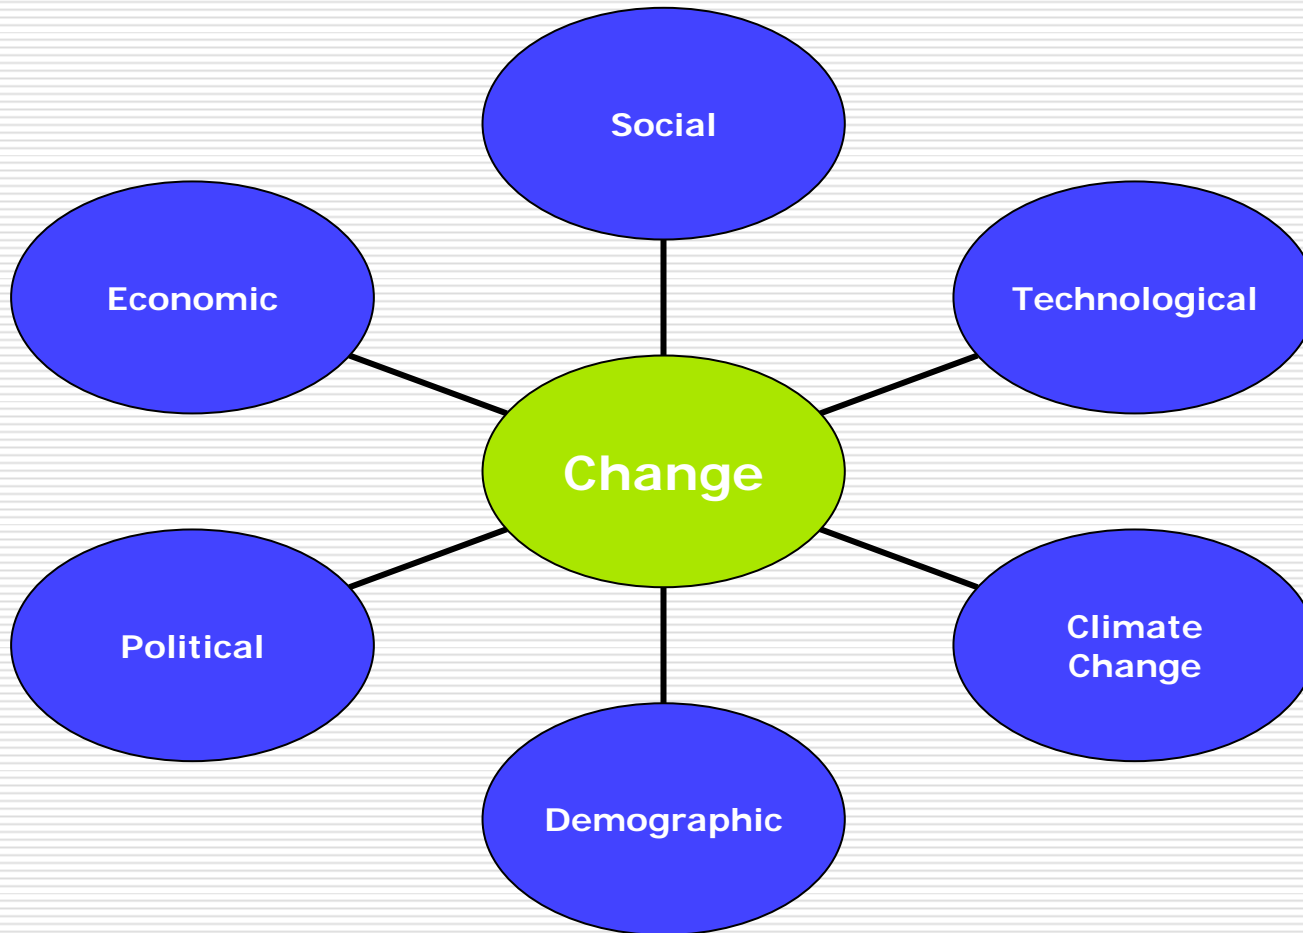 Social
Economic
Technological
Change
Political
Climate
Change
Demographic